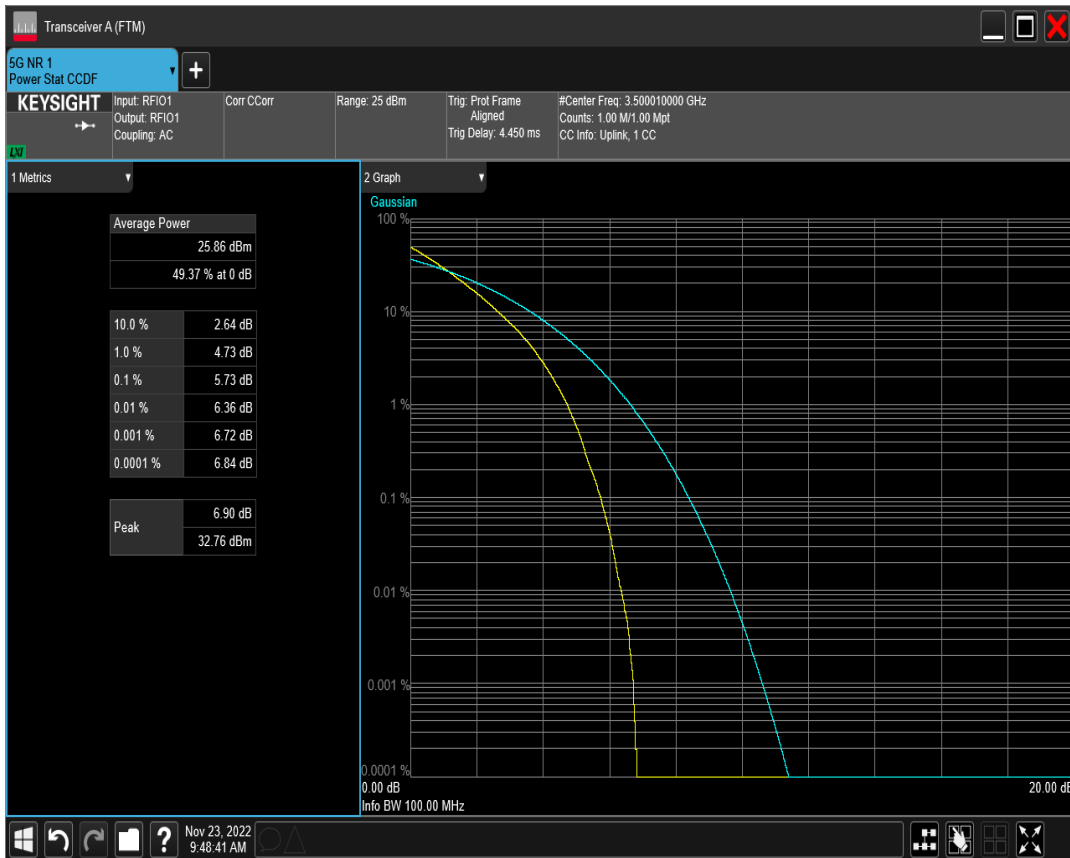 Transceiver A (FTM)
5G NR 1
Power Stat CCDF
+
KEYSIGHT
LXI
Input: RFIO1
Output: RFIO1
Coupling: AC
Corr CCorr
Range: 25 dBm
Trig: Prot Frame
Aligned
Trig Delay: 4.450 ms
#Center Freq: 3.500010000 GHz
Counts: 1.00 M/1.00 Mpt
CC Info: Uplink, 1 CC
1 Metrics
Average Power
25.86 dBm
49.37 % at 0 dB
10.0 % 2.64 dB
1.0 % 4.73 dB
0.1 % 5.73 dB
0.01 % 6.36 dB
0.001 % 6.72 dB
0.0001 % 6.84 dB
Peak
6.90 dB
32.76 dBm
2 Graph
Gaussian
100 %
10 %
1 %
0.1 %
0.01 %
0.001 %
0.0001 %
0.00 dB 20.00 dB
Info BW 100.00 MHz
?
Nov 23, 2022
9:48:41 AM